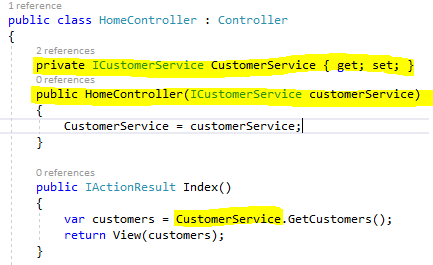 1 reference
public class HomeController : Controller
{
2 references
private ICustomerService CustomerService { get; set; }
0 references
public HomeController(ICustomerService customerService)
{
CustomerService = customerService;
}
0 references
public IActionResult Index()
{
var customers = CustomerService.GetCustomers();
return View(customers);
}